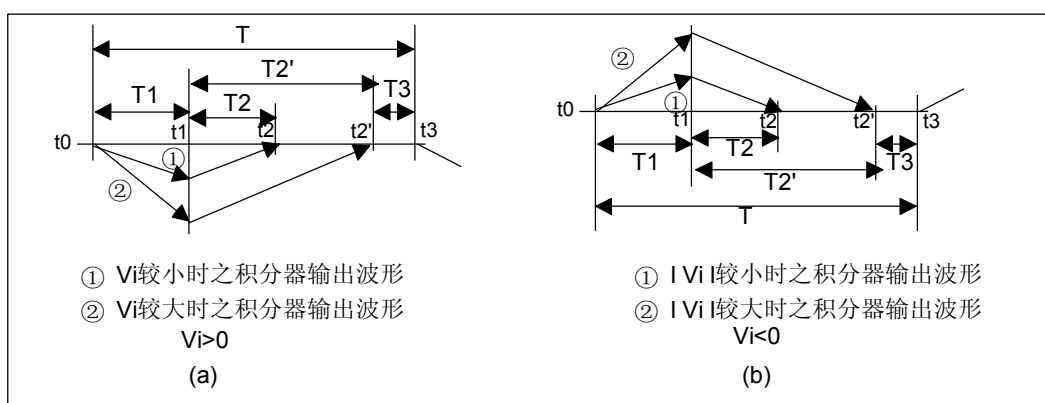 T
T2'
T1
T2
T3
t0
t1
t2
t2'
t3
①
②
① Vi较小时之积分器输出波形
② Vi较大时之积分器输出波形
Vi>0
(a)
②
t0
①
t1
t2
t2'
t3
T1
T2
T3
T2'
T
① I Vi I较小时之积分器输出波形
② I Vi I较大时之积分器输出波形
Vi<0
(b)